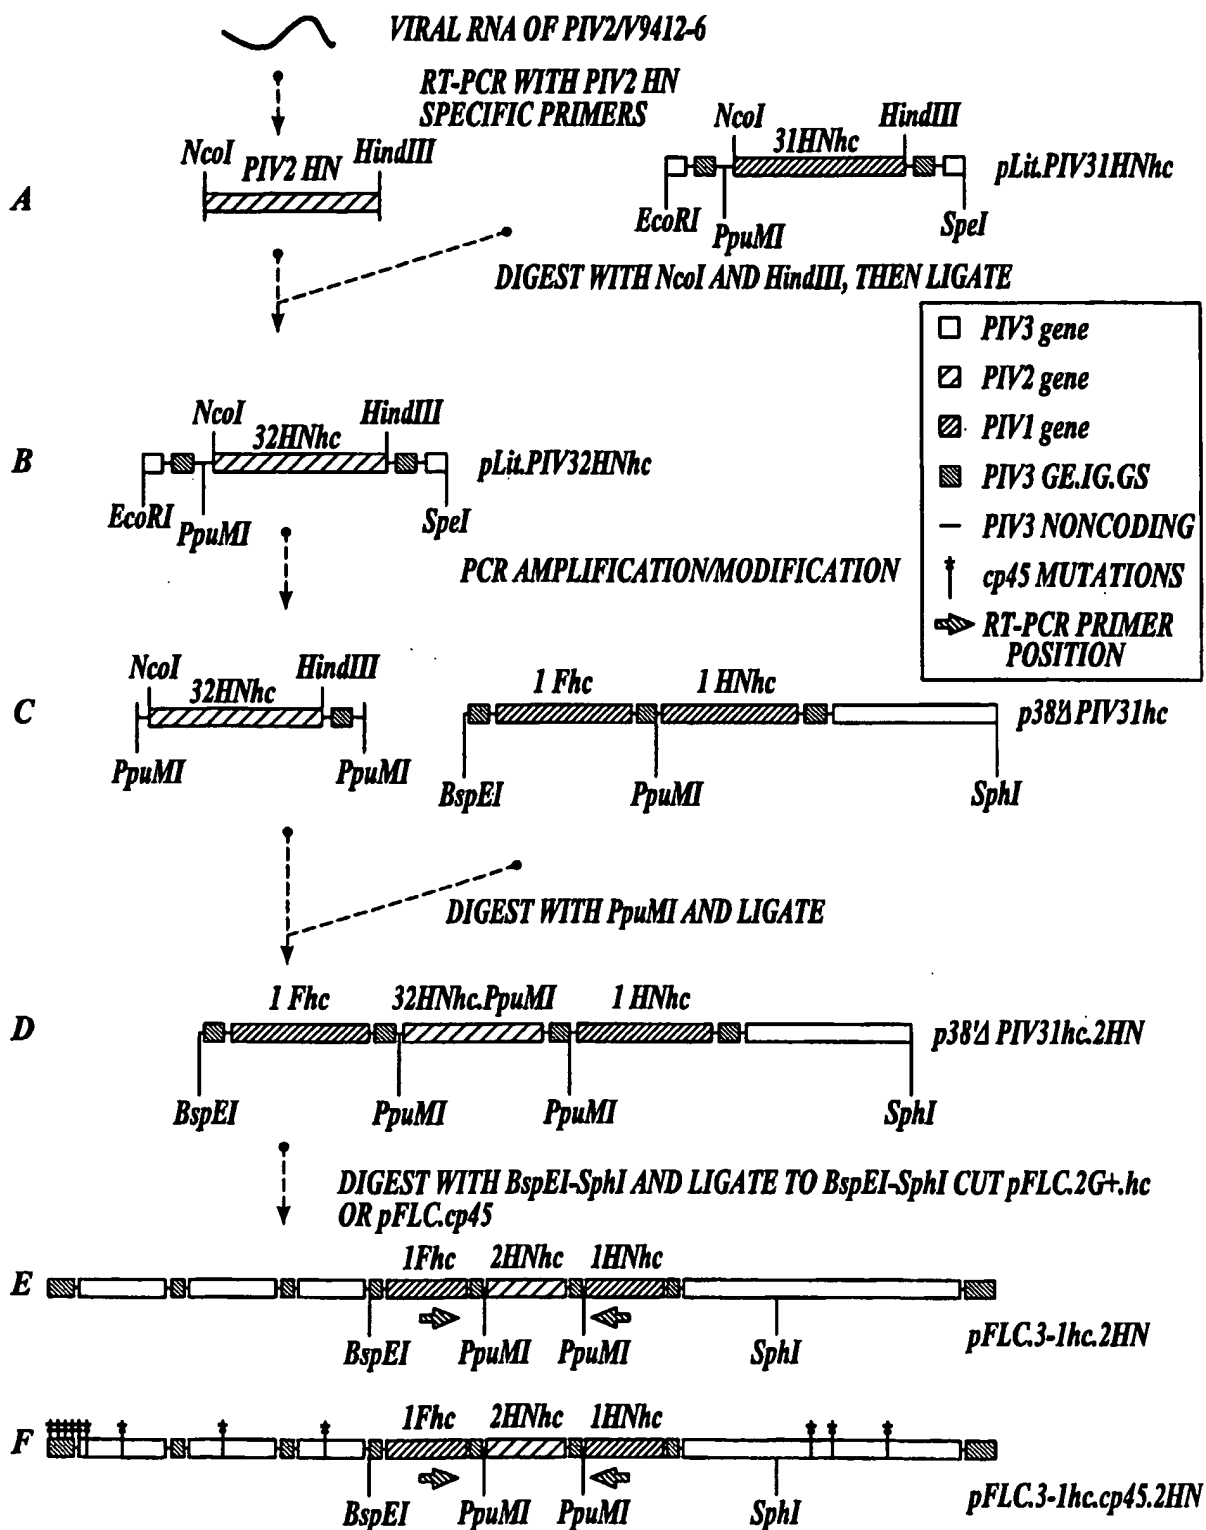 VIRAL RNA OF PIV2/V9412-6
RT-PCR WITH PIV2 HN
SPECIFIC PRIMERS
NcoI PIV2 HN HindIII
A
NcoI HindIII
31HNhc
pLit.PIV31HNhc
EcoRI PpuMI SpeI
DIGEST WITH NcoI AND HindIII, THEN LIGATE
PIV3 gene
PIV2 gene
PIV1 gene
PIV3 GE.IG.GS
PIV3 NONCODING
cp45 MUTATIONS
RT-PCR PRIMER
POSITION
NcoI HindIII
32HNhc
B
pLit.PIV32HNhc
EcoRI PpuMI SpeI
PCR AMPLIFICATION/MODIFICATION
NcoI HindIII
32HNhc
C
PpuMI PpuMI
1 Fhc 1 HNhc
p38'Δ PIV31hc
BspEI PpuMI SphI
DIGEST WITH PpuMI AND LIGATE
1 Fhc 32HNhc.PpuMI 1 HNhc
D
p38'Δ PIV31hc.2HN
BspEI PpuMI PpuMI SphI
DIGEST WITH BspEI-SphI AND LIGATE TO BspEI-SphI CUT pFLC.2G+.hc
OR pFLC.cp45
1Fhc 2HNhc 1HNhc
E
BspEI PpuMI PpuMI SphI
pFLC.3-1hc.2HN
1Fhc 2HNhc 1HNhc
F
BspEI PpuMI PpuMI SphI
pFLC.3-1hc.cp45.2HN